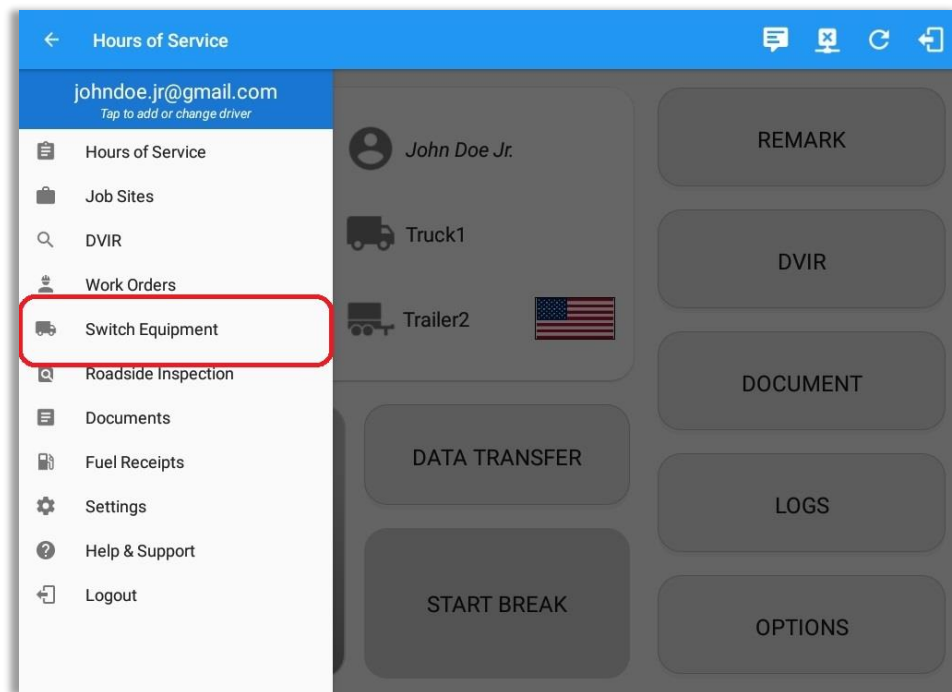 Hours of Service
johndoe.jr@gmail.com
Tap to add or change driver
Hours of Service
Job Sites
DVIR
Work Orders
Switch Equipment
Roadside Inspection
Documents
Fuel Receipts
Settings
Help & Support
Logout
John Doe Jr.
Truck1
Trailer2
DATA TRANSFER
START BREAK
REMARK
DVIR
DOCUMENT
LOGS
OPTIONS